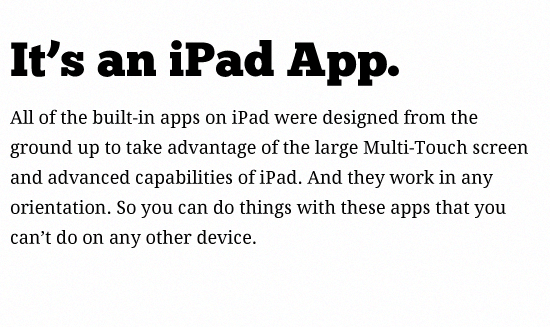 It’s an iPad App.
All of the built-in apps on iPad were designed from the
ground up to take advantage of the large Multi-Touch screen
and advanced capabilities of iPad. And they work in any
orientation. So you can do things with these apps that you
can’t do on any other device.